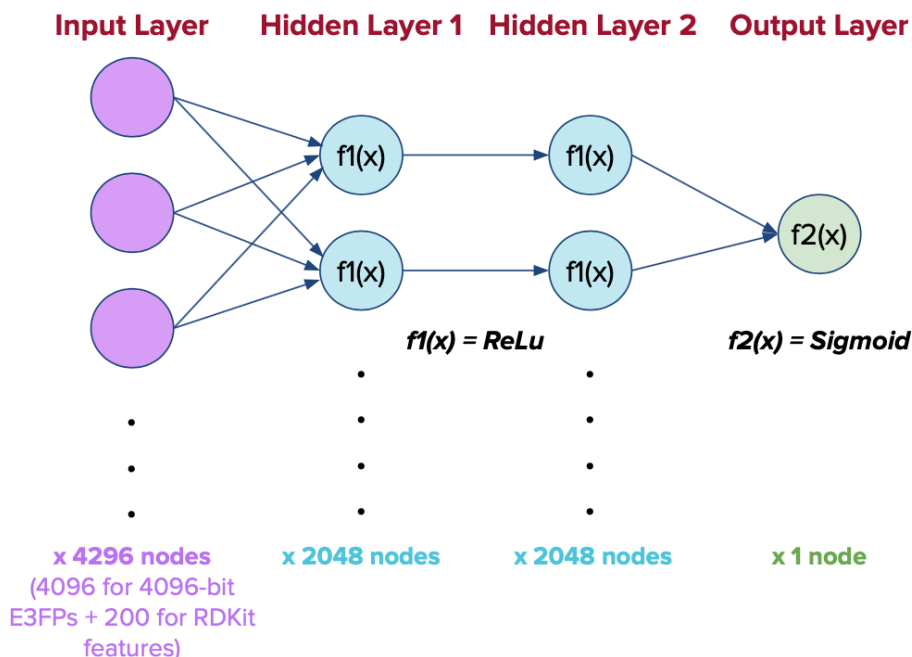 Input Layer
Hidden Layer 1
Hidden Layer 2
Output Layer
f1(x)
f1(x)
f2(x)
f1(x)
f1(x)
f1(x) = ReLu
f2(x) = Sigmoid
x 4296 nodes
x 2048 nodes
x 2048 nodes
x 1 node
(4096 for 4096-bit
E3FPs + 200 for RDKit
features)